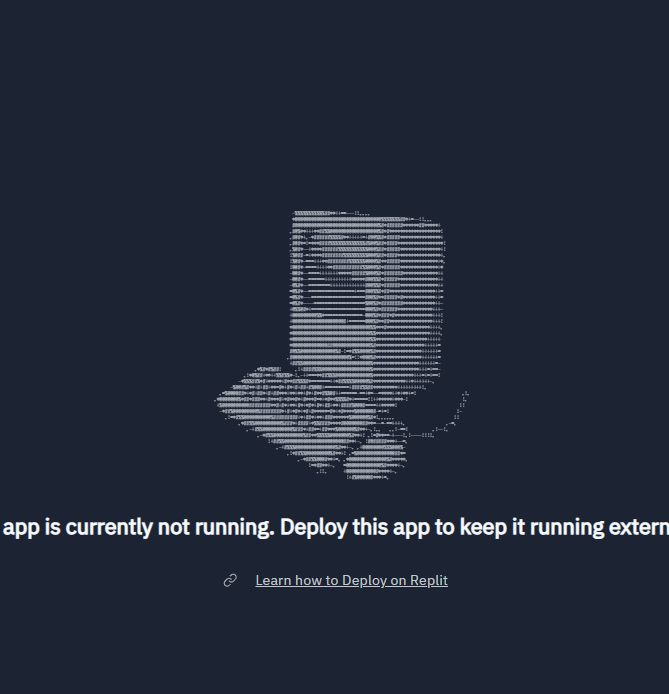 app is currently not running. Deploy this app to keep it running extern
Learn how to Deploy on Replit